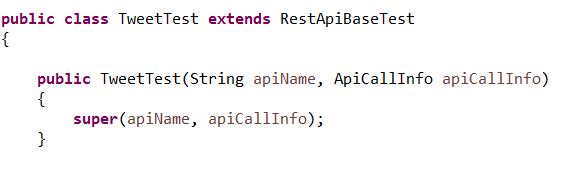 public class TweetTest extends RestApiBaseTest
{
public TweetTest(String apiName, ApiCallInfo apiCallInfo)
{
super(apiName, apiCallInfo);
}